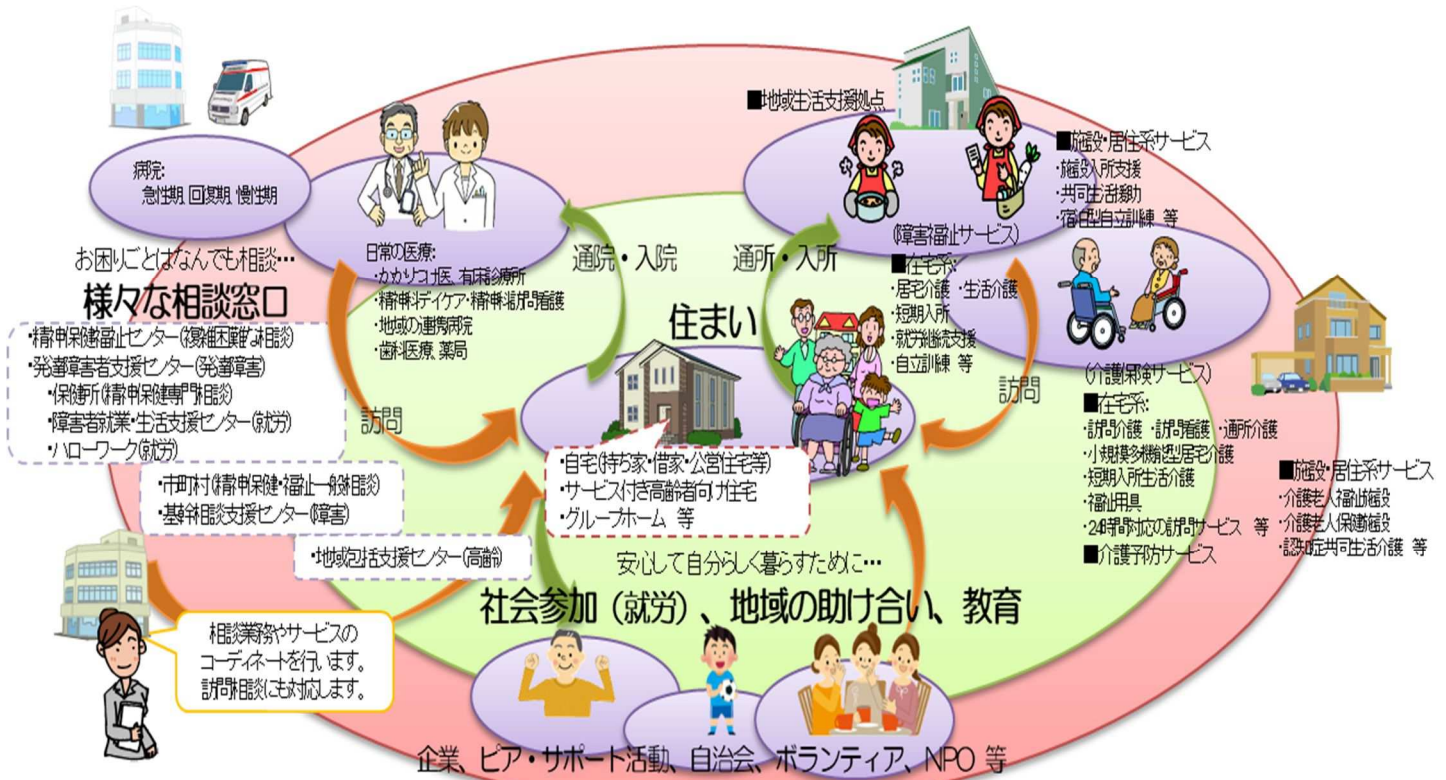 病院:
急性期、回復期、慢性期
日常の医療:
・かかりつけ医、有床診療所
・精神科デイケア・精神科訪問看護
・地域の連携病院
・歯科医療、薬局
通院・入院
通所・入所
■地域生活支援拠点
■施設・居住系サービス
・施設入所支援
・共同生活援助
・宿泊型自立訓練 等
(障害福祉サービス)
■在宅系:
・居宅介護 ・生活介護
・短期入所
・就労継続支援
・自立訓練 等
お困りごとはなんでも相談…
様々な相談窓口
・精神保健福祉センター(複雑困難な相談)
・発達障害者支援センター(発達障害)
・保健所(精神保健専門相談)
・障害者就業・生活支援センター(就労)
・ハローワーク(就労)
・市町村(精神保健・福祉一般相談)
・基幹相談支援センター(障害)
・地域包括支援センター(高齢)
訪問
住まい
・自宅(持ち家・借家・公営住宅等)
・サービス付き高齢者向け住宅
・グループホーム 等
訪問
(介護保険サービス)
■在宅系:
・訪問介護 ・訪問看護 ・通所介護
・小規模多機能型居宅介護
・短期入所生活介護
・福祉用具
・24時間対応の訪問サービス 等
■介護予防サービス
■施設・居住系サービス
・介護老人福祉施設
・介護老人保健施設
・認知症共同生活介護 等
安心して自分らしく暮らすために…
社会参加(就労)、地域の助け合い、教育
相談業務やサービスの
コーディネートを行います。
訪問相談にも対応します。
企業、ピア・サポート活動、自治会、ボランティア、NPO 等